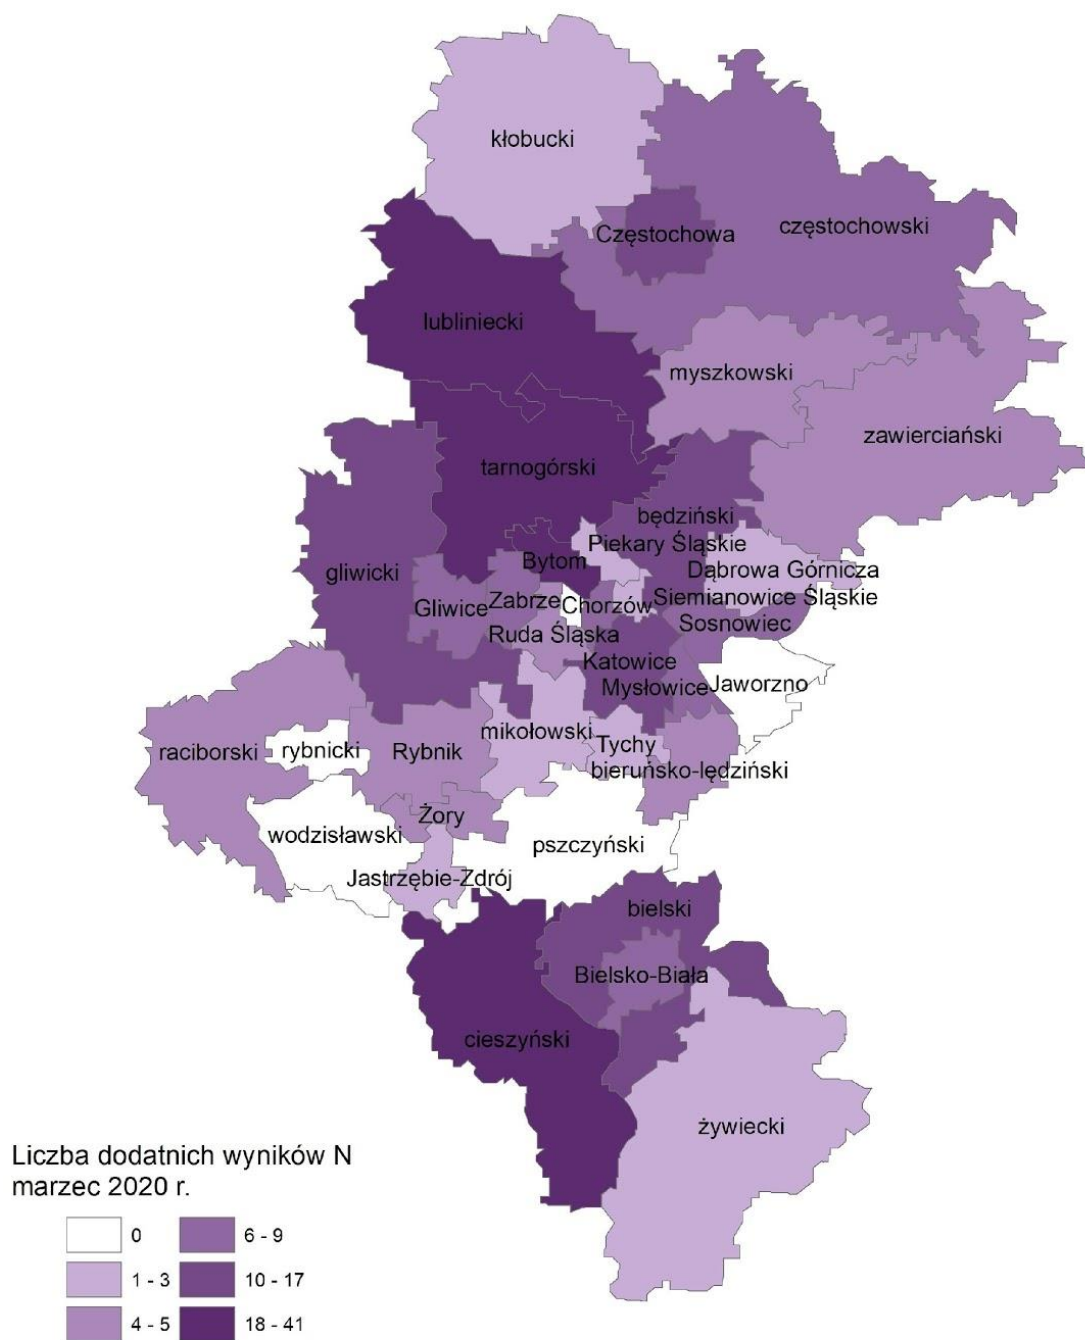 kłobucki
Częstochowa
częstochowski
lubliniecki
myszkowski
zawierciański
tarnogórski
będziński
Piekary Śląskie
Bytom
Dąbrowa Górnicza
gliwicki
Gliwice
Zabrze
Chorzów
Siemianowice Śląskie
Ruda Śląska
Sosnowiec
Katowice
Mysłowice
Jaworzno
raciborski
rybnicki
Rybnik
mikołowski
Tychy
bieruńsko-lędziński
Żory
wodzisławski
pszczyński
Jastrzębie-Zdrój
bielski
Bielsko-Biała
cieszyński
żywiecki
Liczba dodatnich wyników N
marzec 2020 r.
0
6 - 9
1 - 3
10 - 17
4 - 5
18 - 41